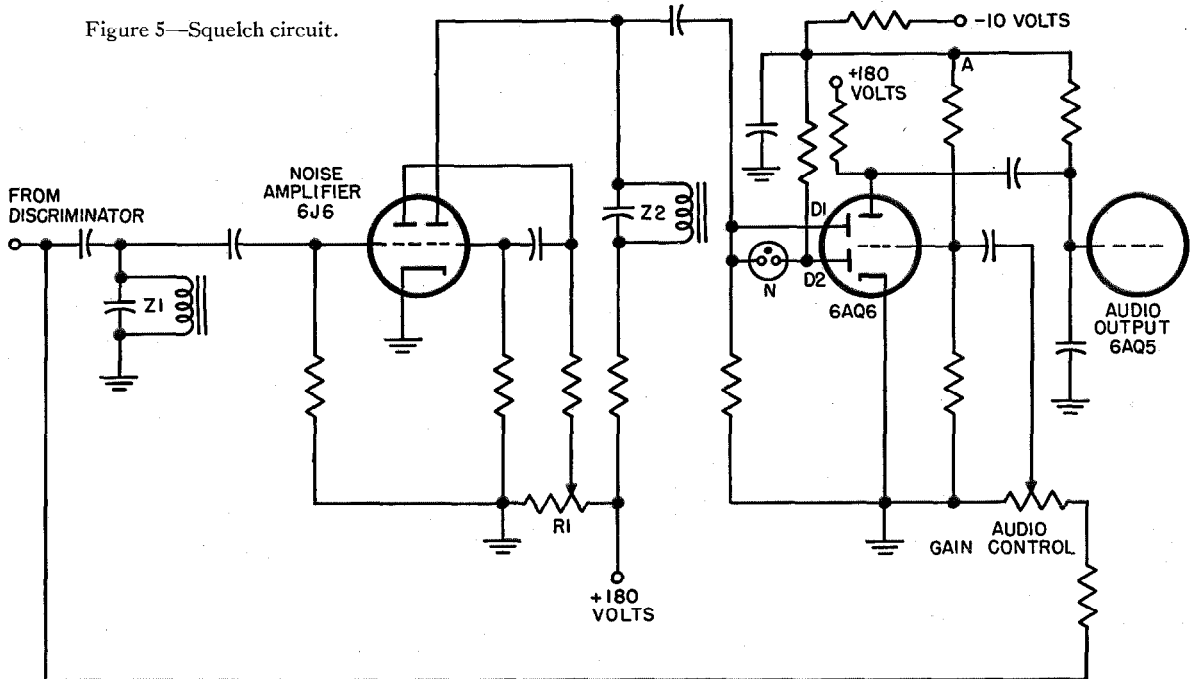 Figure 5—Squelch circuit.
-10 VOLTS
A
+180
VOLTS
NOISE
AMPLIFIER
6J6
FROM
DISCRIMINATOR
Z1
Z2
D1
N
D2
6AQ6
AUDIO
OUTPUT
6AQ5
R1
+180
VOLTS
AUDIO
GAIN CONTROL